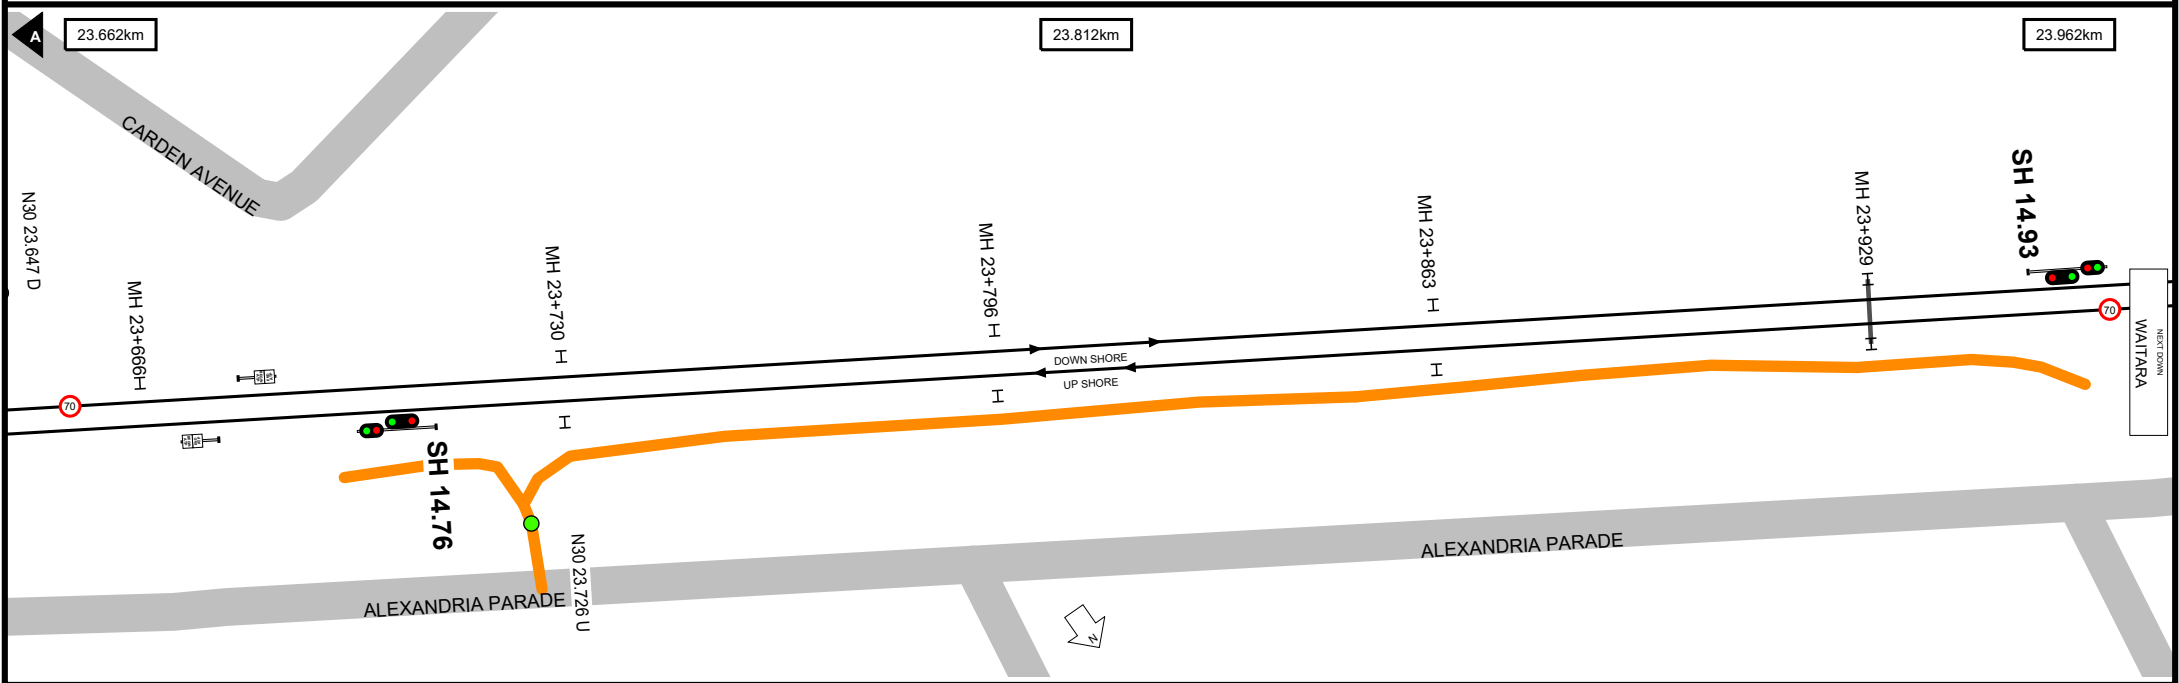 A
23.662km
23.812km
23.962km
CARDEN AVENUE
N30 23.647 D
MH 23+666H
MH 23+730 H
H
MH 23+796 H
H
MH 23+863 H
H
MH 23+929 H
H
SH 14.93
70
DOWN SHORE
UP SHORE
70
NEXT DOWN
WAITARA
SH 14.76
N30 23.726 U
ALEXANDRIA PARADE
ALEXANDRIA PARADE
N